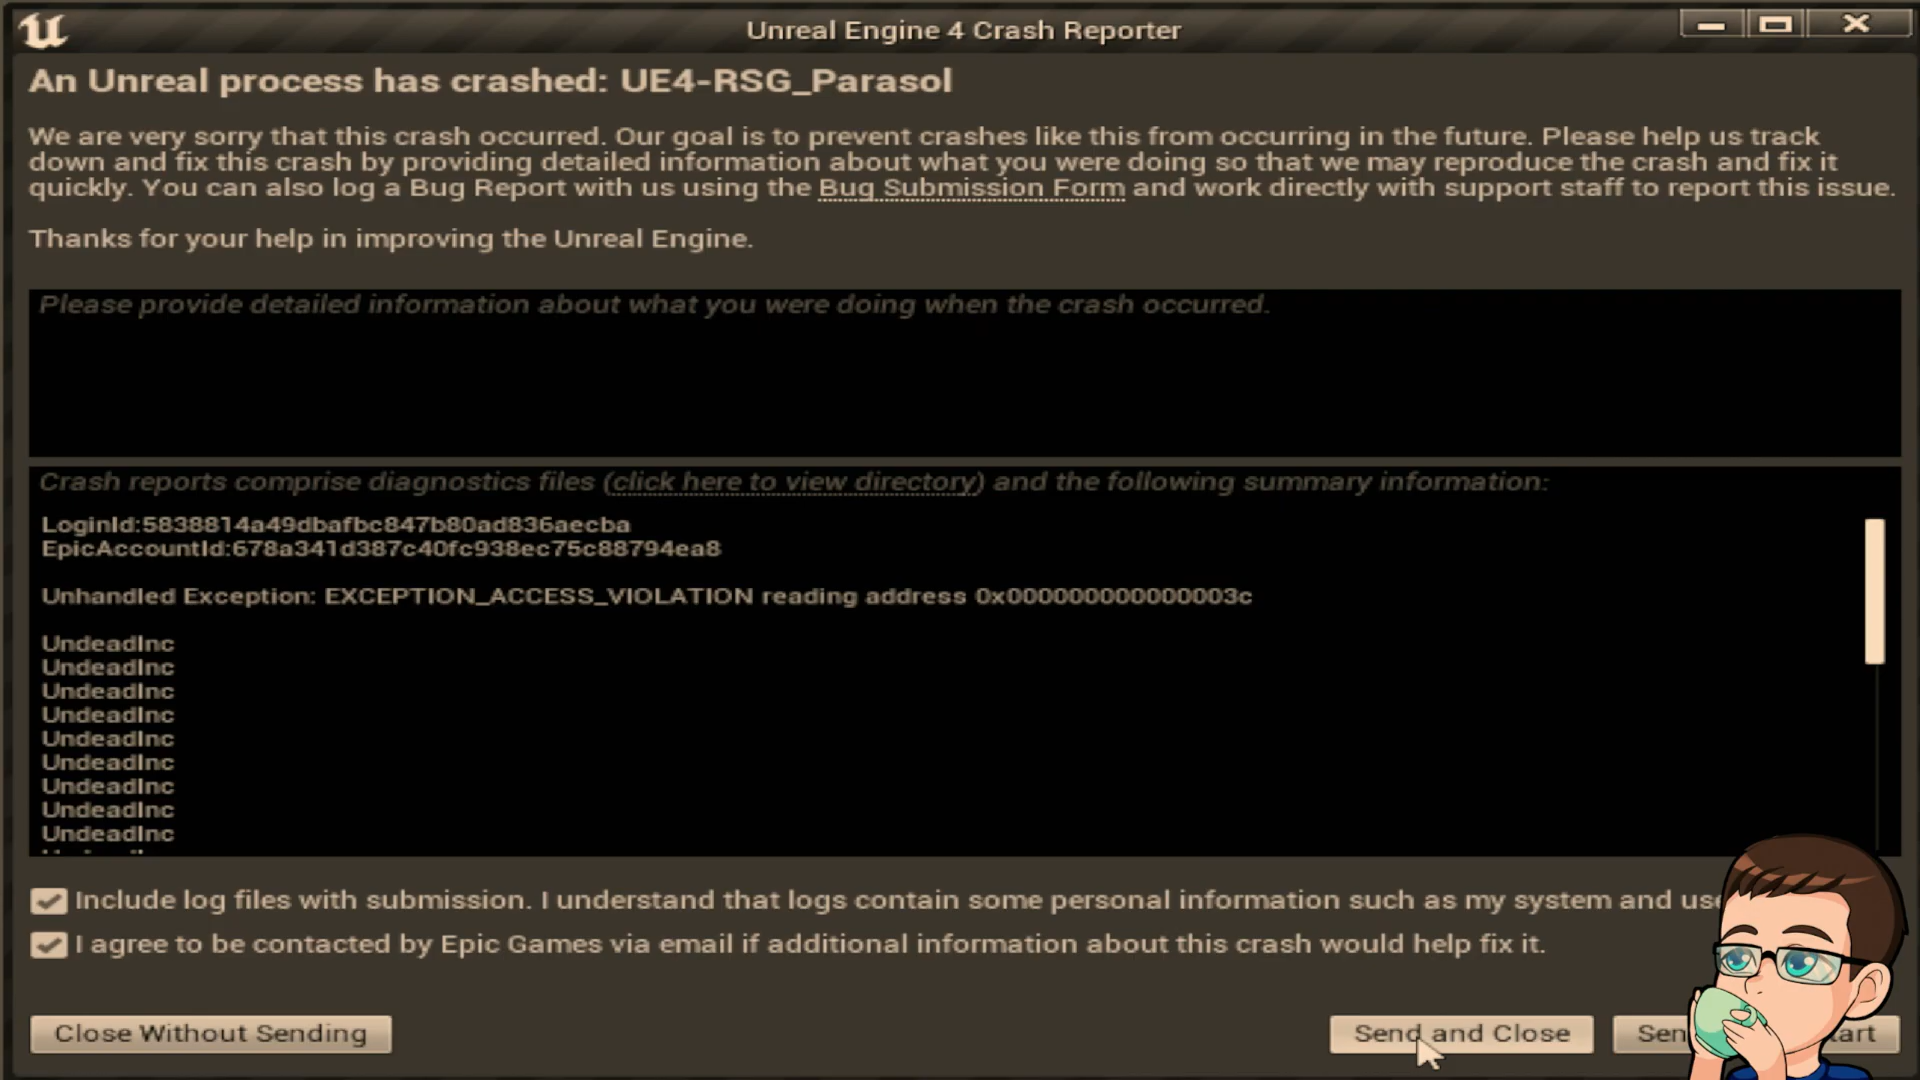 Unreal Engine 4 Crash Reporter
An Unreal process has crashed: UE4-RSG_Parasol
We are very sorry that this crash occurred. Our goal is to prevent crashes like this from occurring in the future. Please help us track
down and fix this crash by providing detailed information about what you were doing so that we may reproduce the crash and fix it
quickly. You can also log a Bug Report with us using the Bug Submission Form and work directly with support staff to report this issue.
Thanks for your help in improving the Unreal Engine.
Please provide detailed information about what you were doing when the crash occurred.
Crash reports comprise diagnostics files (click here to view directory) and the following summary information:
LoginId:5838814a49dbafbc847b80ad836aecba
EpicAccountId:678a341d387c40fc938ec75c88794ea8
Unhandled Exception: EXCEPTION_ACCESS_VIOLATION reading address 0x000000000000003c
UndeadInc
UndeadInc
UndeadInc
UndeadInc
UndeadInc
UndeadInc
UndeadInc
UndeadInc
UndeadInc
Include log files with submission. I understand that logs contain some personal information such as my system and
I agree to be contacted by Epic Games via email if additional information about this crash would help fix it.
Close Without Sending
Send and Close